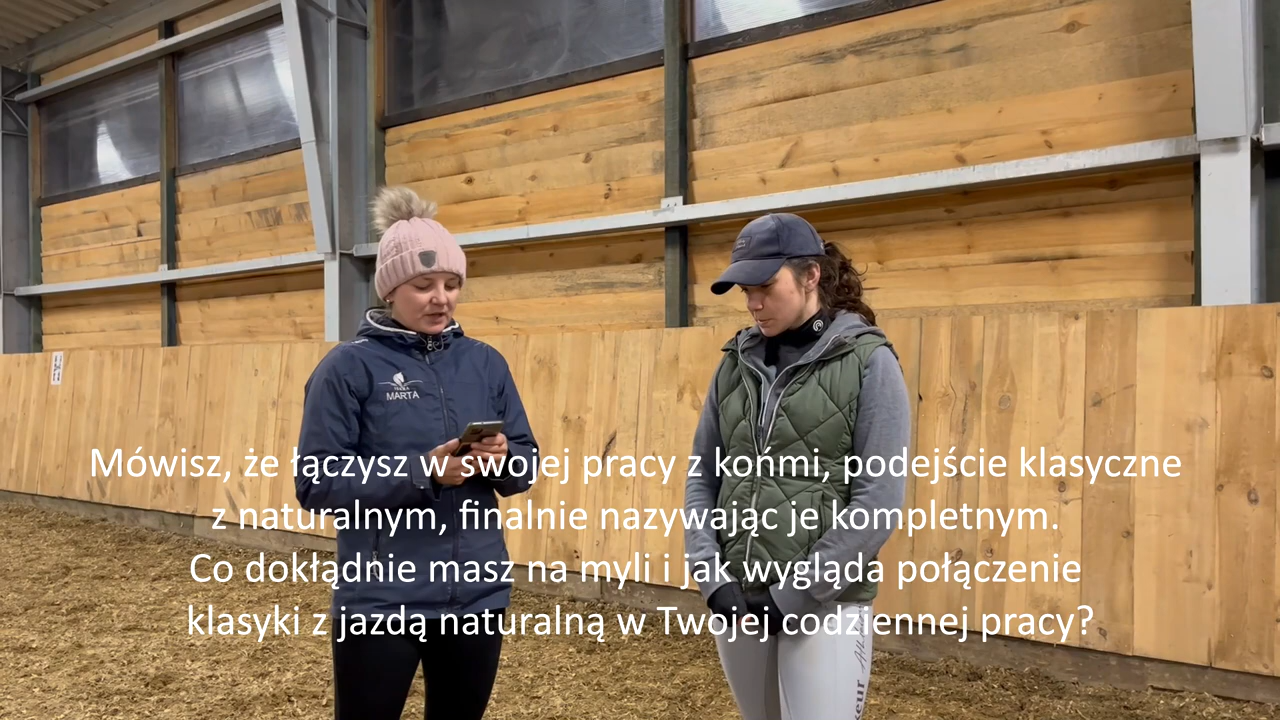 MARTA
Mówisz, że łączysz w swojej pracy z końmi, podejście klasyczne
z naturalnym, finalnie nazywając je kompletnym.
Co dokłądnie masz na myli i jak wygląda połączenie
klasyki z jazdą naturalną w Twojej codziennej pracy?